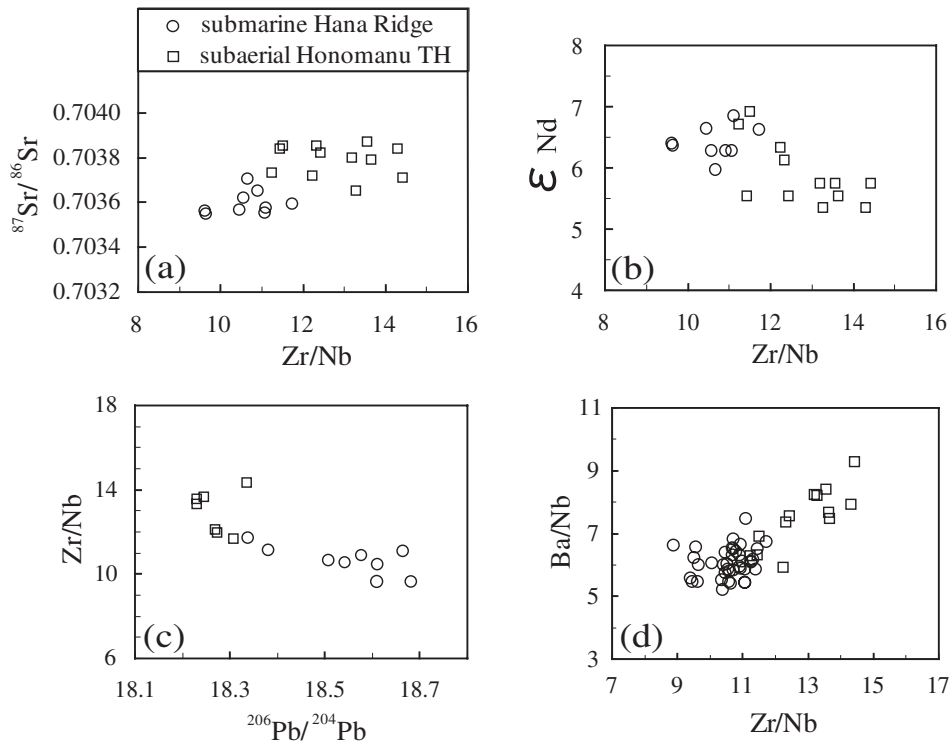 submarine Hana Ridge
subaerial Honomanu TH
0.7040
0.7038
0.7036
0.7034
0.7032
87Sr/86Sr
(a)
8 10 12 14 16
Zr/Nb
8
7
6
5
4
ε Nd
(b)
8 10 12 14 16
Zr/Nb
18
14
10
6
Zr/Nb
(c)
18.1 18.3 18.5 18.7
206Pb/204Pb
11
9
7
5
3
Ba/Nb
(d)
7 9 11 13 15 17
Zr/Nb